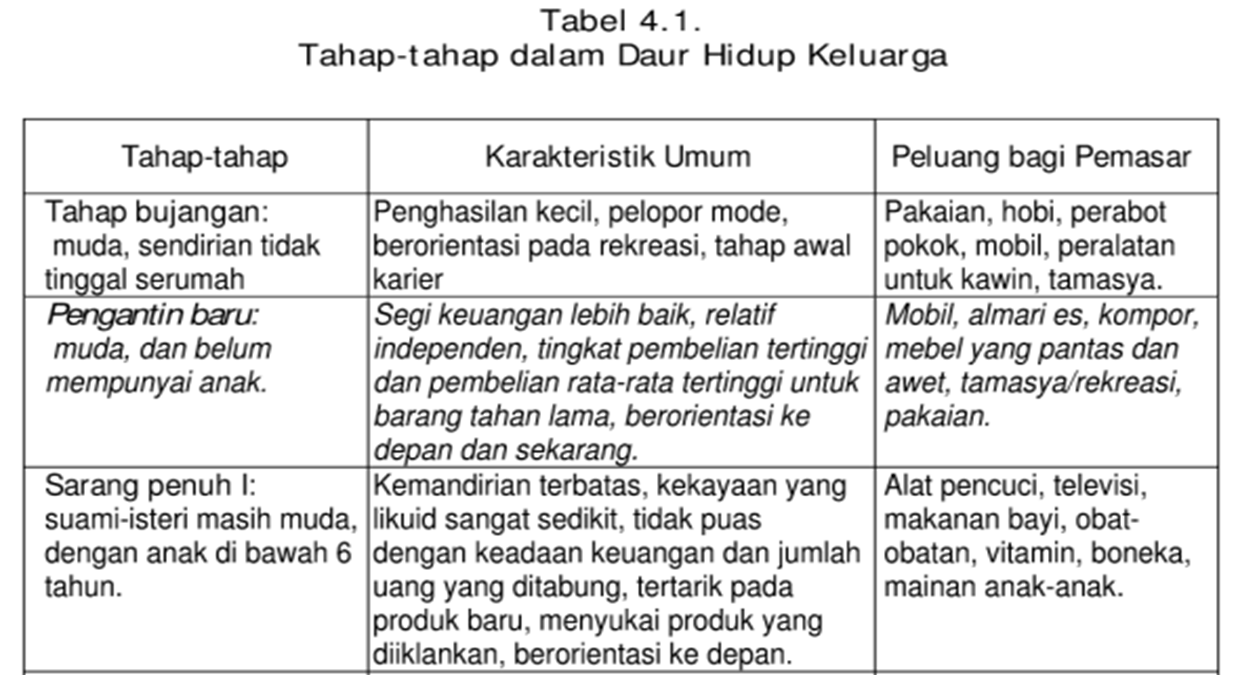 Tabel 4.1.
Tahap-tahap dalam Daur Hidup Keluarga
Tahap-tahap
Karakteristik Umum
Peluang bagi Pemasar
Tahap bujangan:
muda, sendirian tidak
tinggal serumah
Penghasilan kecil, pelopor mode,
berorientasi pada rekreasi, tahap awal
karier
Pakaian, hobi, perabot
pokok, mobil, peralatan
untuk kawin, tamasya.
Pengantin baru:
muda, dan belum
mempunyai anak.
Segi keuangan lebih baik, relatif
independen, tingkat pembelian tertinggi
dan pembelian rata-rata tertinggi untuk
barang tahan lama, berorientasi ke
depan dan sekarang.
Mobil, almari es, kompor,
mebel yang pantas dan
awet, tamasya/rekreasi,
pakaian.
Sarang penuh I:
suami-isteri masih muda,
dengan anak di bawah 6
tahun.
Kemandirian terbatas, kekayaan yang
likuid sangat sedikit, tidak puas
dengan keadaan keuangan dan jumlah
uang yang ditabung, tertarik pada
produk baru, menyukai produk yang
diiklankan, berorientasi ke depan.
Alat pencuci, televisi,
makanan bayi, obat-
obatan, vitamin, boneka,
mainan anak-anak.